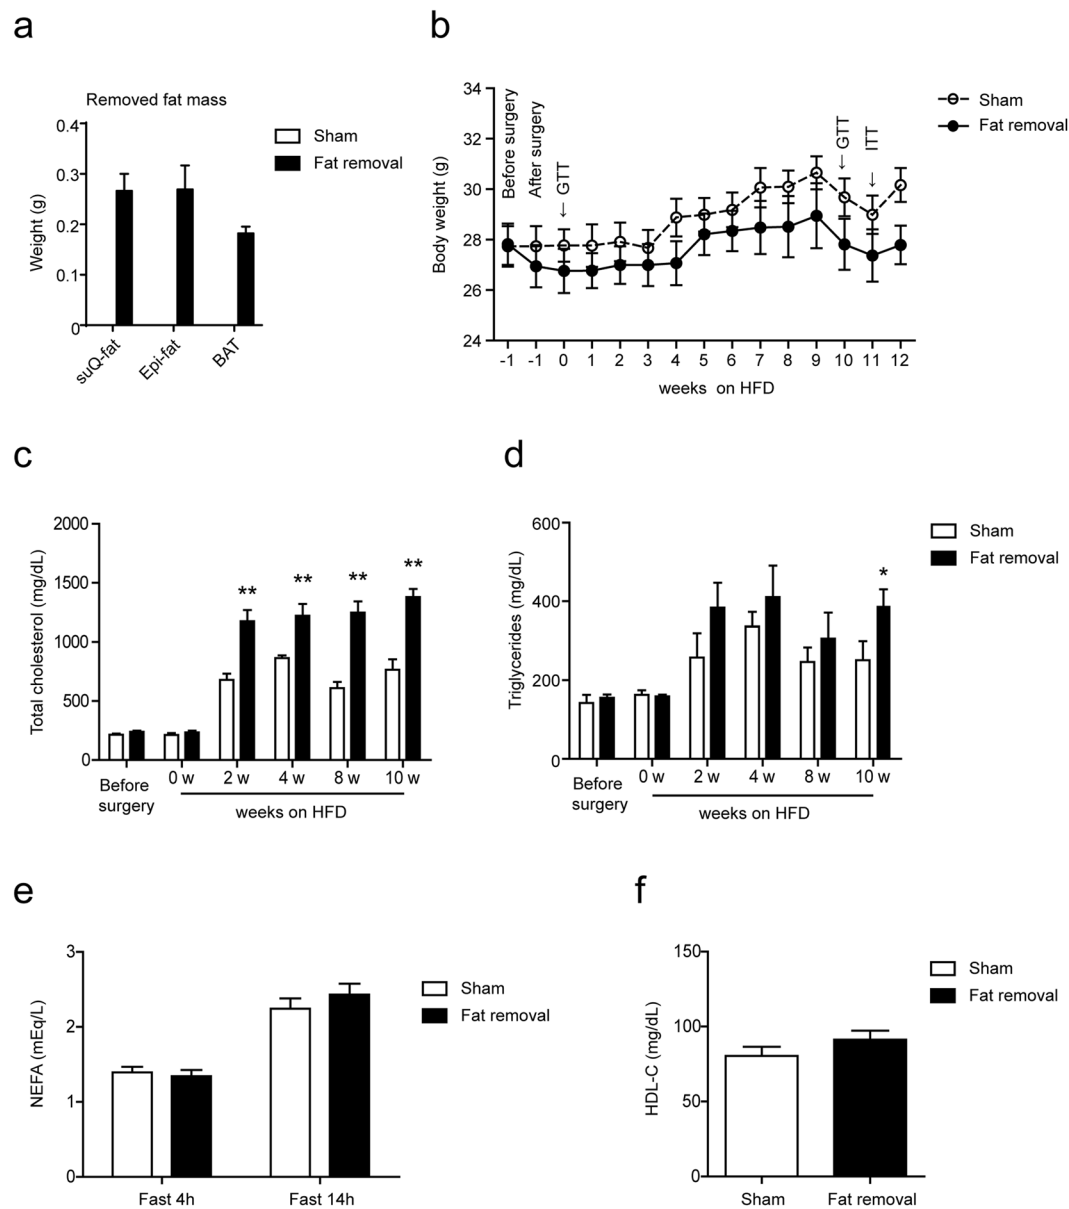 a
Removed fat mass
Sham
Fat removal
Weight (g)
0.4
0.3
0.2
0.1
0
suQ-fat
Epi-fat
BAT
b
Body weight (g)
34
32
30
28
26
24
Before surgery
After surgery
↓ GTT
↓ GTT
↓ ITT
Sham
Fat removal
-1 -1 0 1 2 3 4 5 6 7 8 9 10 11 12
weeks on HFD
c
Total cholesterol (mg/dL)
2000
1500
1000
500
0
** ** ** **
Before
surgery
0 w 2 w 4 w 8 w 10 w
weeks on HFD
d
Triglycerides (mg/dL)
600
400
200
0
*
Sham
Fat removal
Before
surgery
0 w 2 w 4 w 8 w 10 w
weeks on HFD
e
NEFA (mEq/L)
3
2
1
0
Sham
Fat removal
Fast 4h Fast 14h
f
HDL-C (mg/dL)
150
100
50
0
Sham
Fat removal
Sham Fat removal